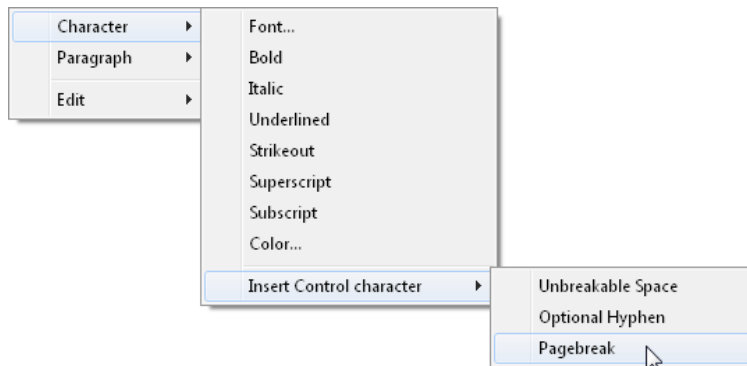 Character
Paragraph
Edit
Font...
Bold
Italic
Underlined
Strikeout
Superscript
Subscript
Color...
Insert Control character
Unbreakable Space
Optional Hyphen
Pagebreak